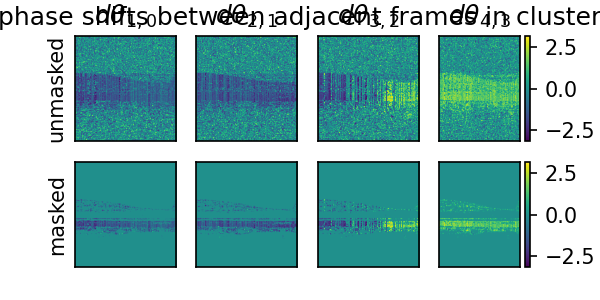 phase shifts between adjacent frames in cluster
dθ1,0 dθ2,1 dθ3,2 dθ4,3
unmasked
2.5
0.0
−2.5
masked
2.5
0.0
−2.5